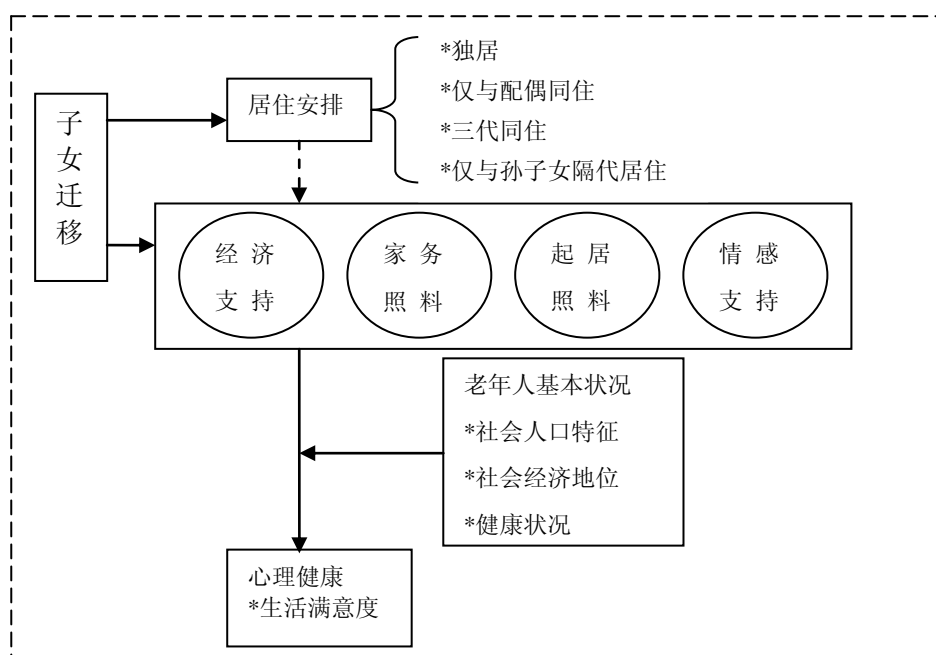 子女迁移
居住安排
*独居
*仅与配偶同住
*三代同住
*仅与孙子女隔代居住
经济
支持
家务
照料
起居
照料
情感
支持
老年人基本状况
*社会人口特征
*社会经济地位
*健康状况
心理健康
*生活满意度